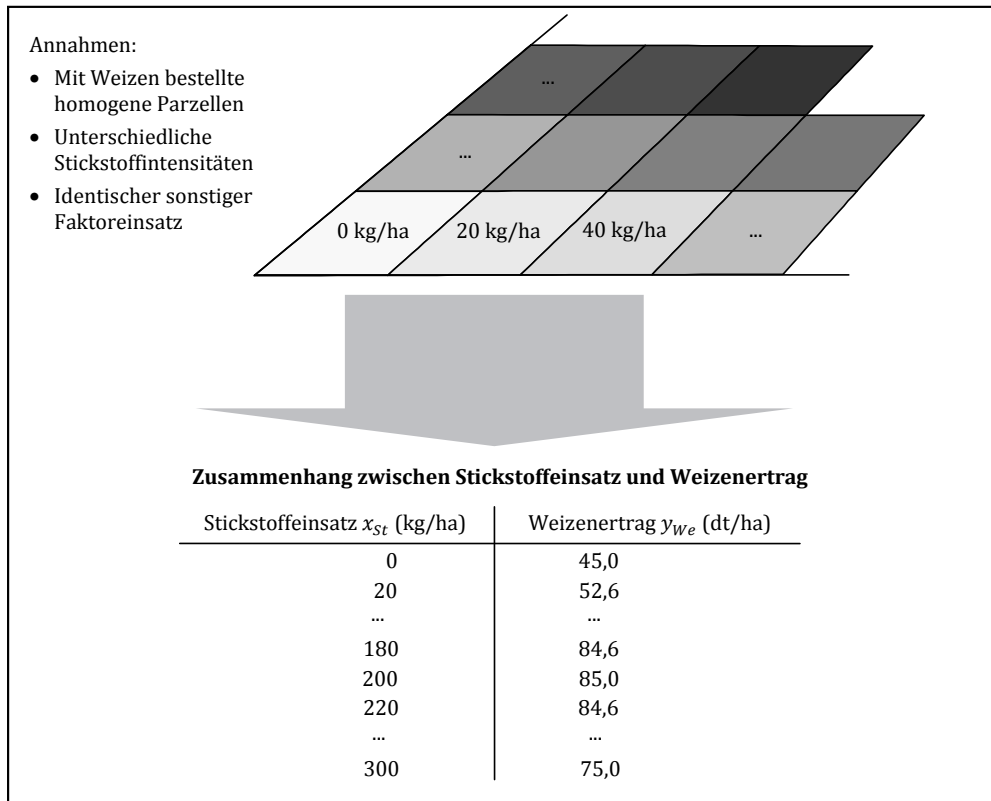 Annahmen:
• Mit Weizen bestellte
homogene Parzellen
• Unterschiedliche
Stickstoffintensitäten
• Identischer sonstiger
Faktoreinsatz
...
...
0 kg/ha 20 kg/ha 40 kg/ha ...
Zusammenhang zwischen Stickstoffeinsatz und Weizenertrag
Stickstoffeinsatz x_St (kg/ha) Weizenertrag y_We (dt/ha)
0 45,0
20 52,6
... ...
180 84,6
200 85,0
220 84,6
... ...
300 75,0